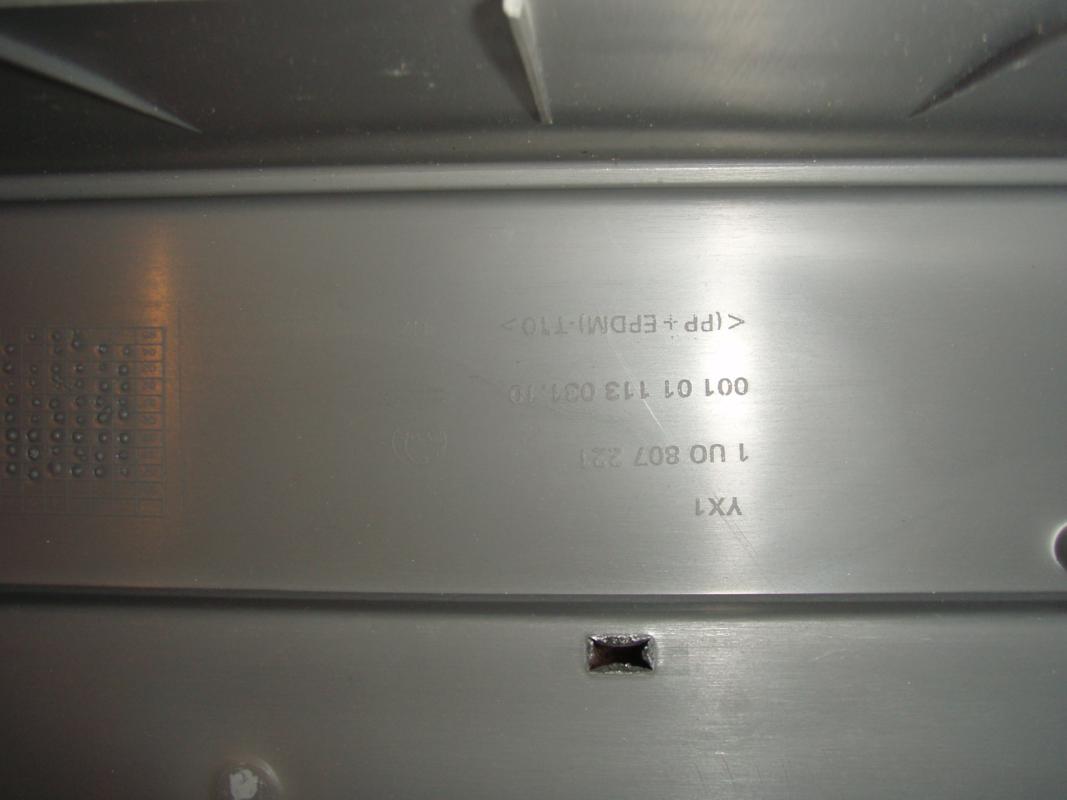 YX1
1 U0 807 221
001 01 113 031.10
<(PP+EPDM)-T10>